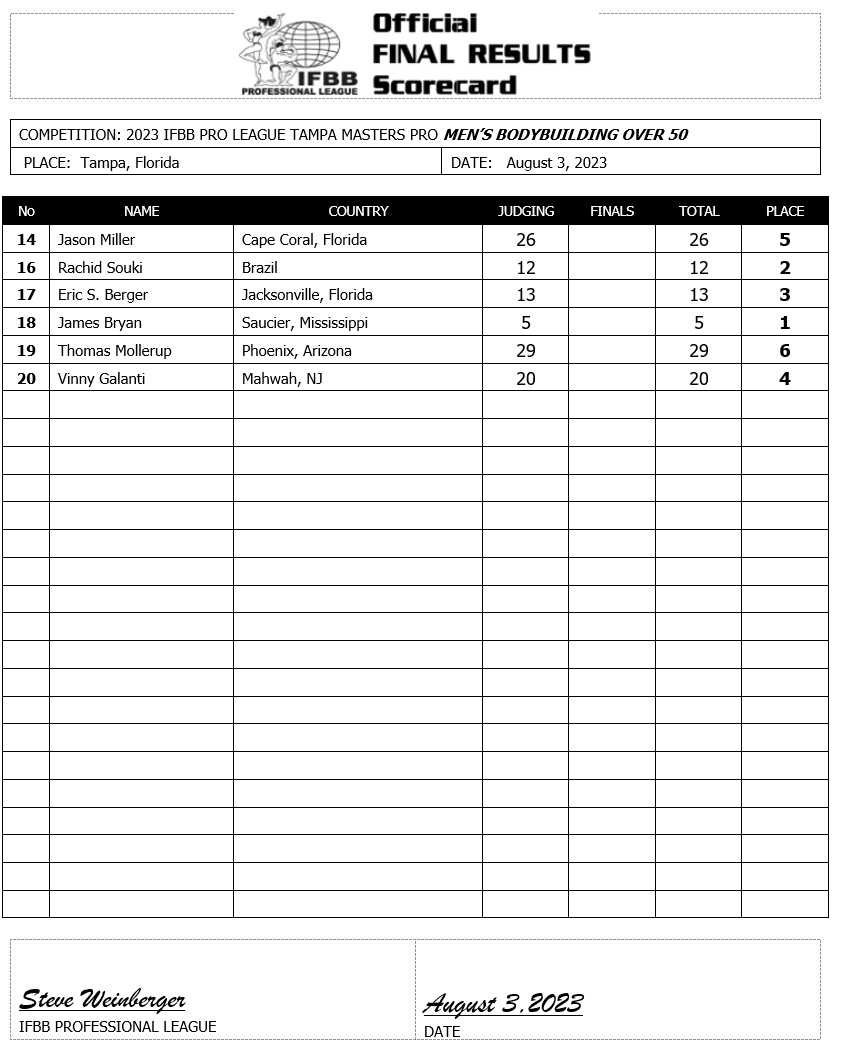 Official
FINAL RESULTS
Scorecard
IFBB
PROFESSIONAL LEAGUE
COMPETITION: 2023 IFBB PRO LEAGUE TAMPA MASTERS PRO MEN'S BODYBUILDING OVER 50
PLACE: Tampa, Florida DATE: August 3, 2023
No NAME COUNTRY JUDGING FINALS TOTAL PLACE
14 Jason Miller Cape Coral, Florida 26 26 5
16 Rachid Souki Brazil 12 12 2
17 Eric S. Berger Jacksonville, Florida 13 13 3
18 James Bryan Saucier, Mississippi 5 5 1
19 Thomas Mollerup Phoenix, Arizona 29 29 6
20 Vinny Galanti Mahwah, NJ 20 20 4
Steve Weinberger August 3, 2023
IFBB PROFESSIONAL LEAGUE DATE